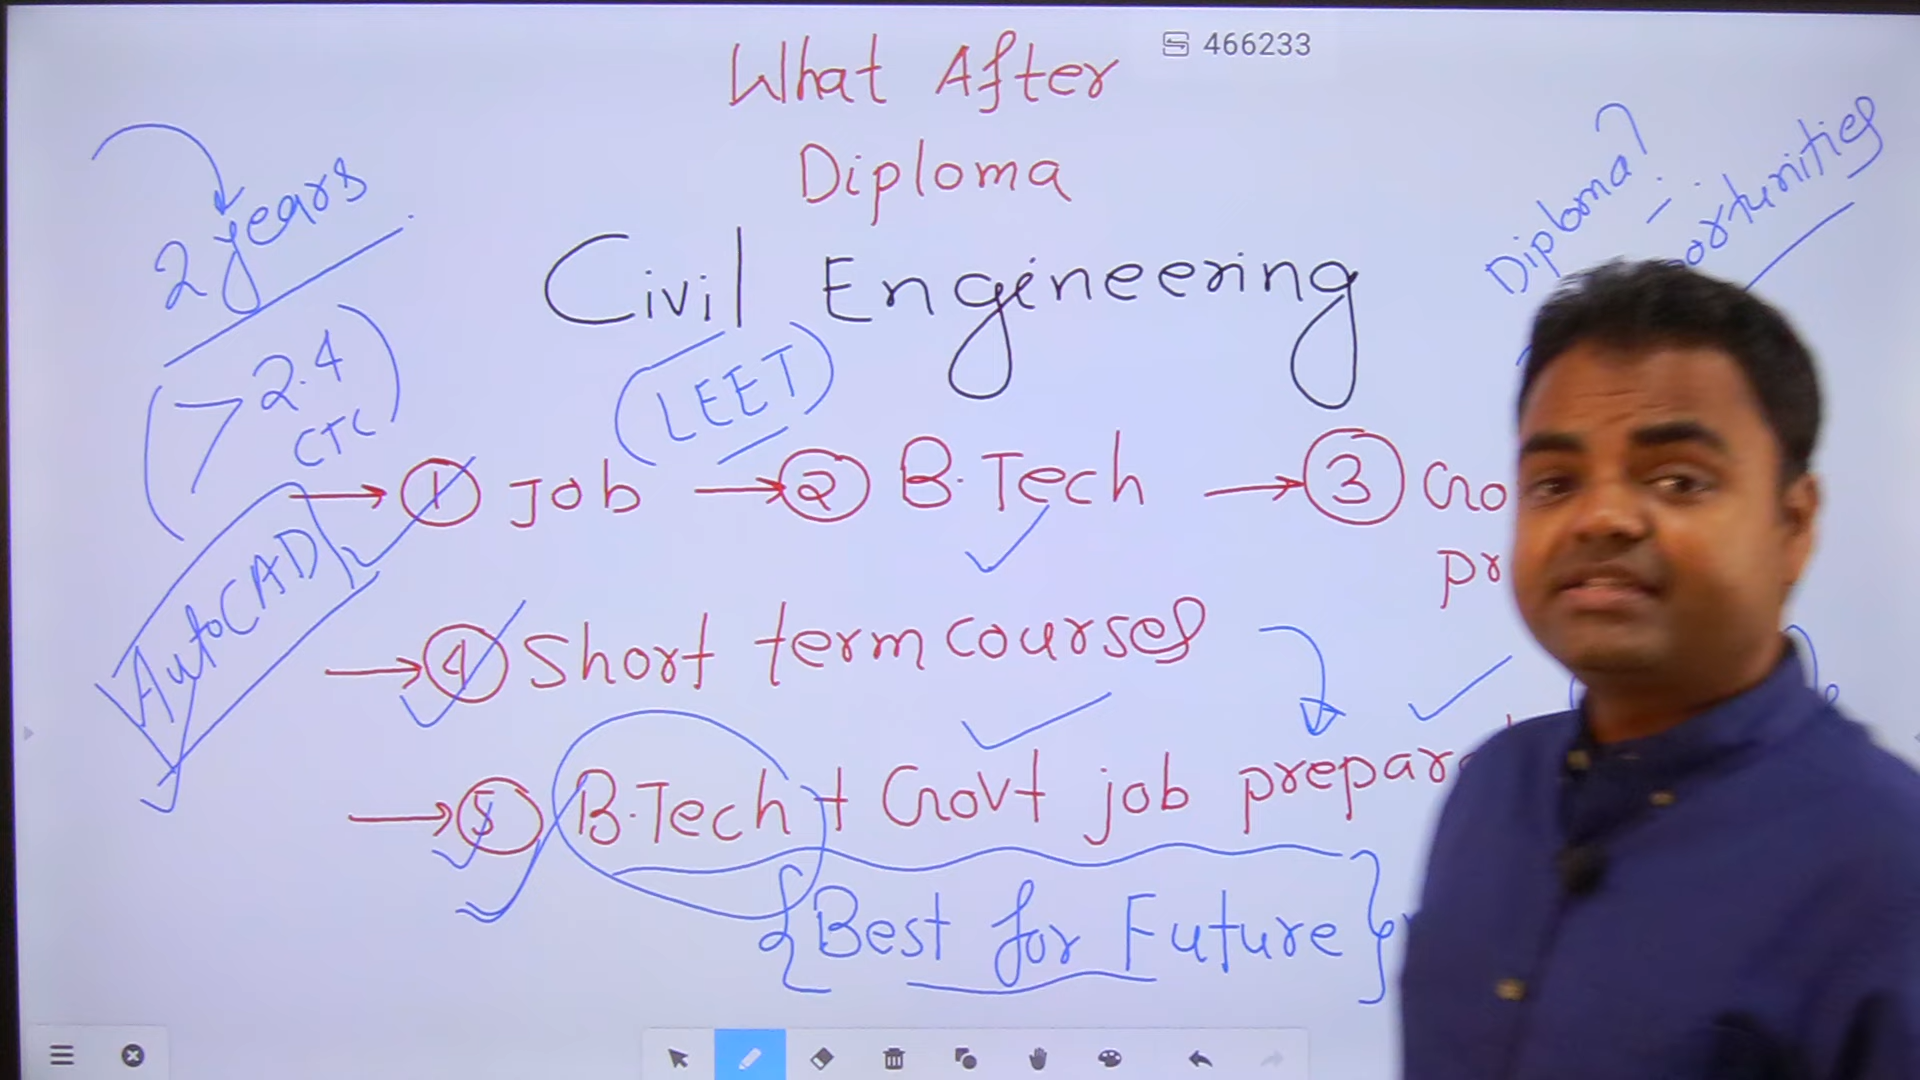 466233
What After
Diploma
Civil Engineering
Diploma?
2 years
> 2.4
CTC
(LEET)
→ 1 Job → 2 B.Tech → 3
AutoCAD
→ 4 Short term courses
→ 5 B.Tech + Govt job
{Best for Future}